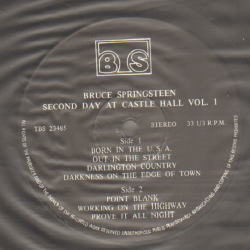 BS
BRUCE SPRINGSTEEN
SECOND DAY AT CASTLE HALL VOL. 1
TBS 23485
STEREO 33 1/3 R.P.M.
Side 1
BORN IN THE U.S.A.
OUT IN THE STREET
DARLINGTON COUNTRY
DARKNESS ON THE EDGE OF TOWN
Side 2
POINT BLANK
WORKING ON THE HIGHWAY
PROVE IT ALL NIGHT